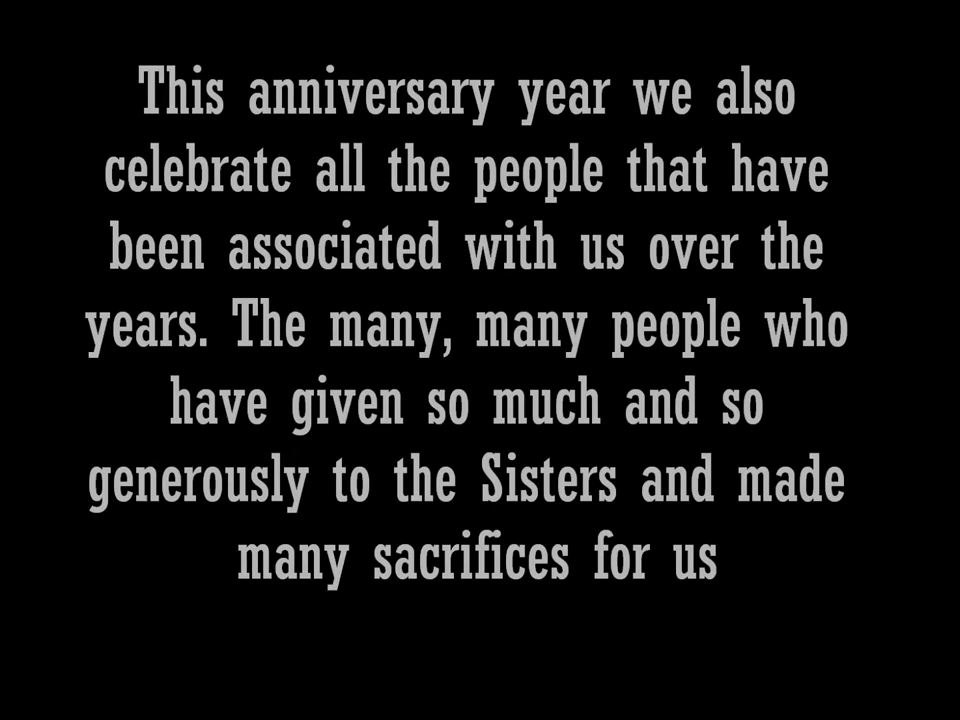 This anniversary year we also
celebrate all the people that have
been associated with us over the
years. The many, many people who
have given so much and so
generously to the Sisters and made
many sacrifices for us